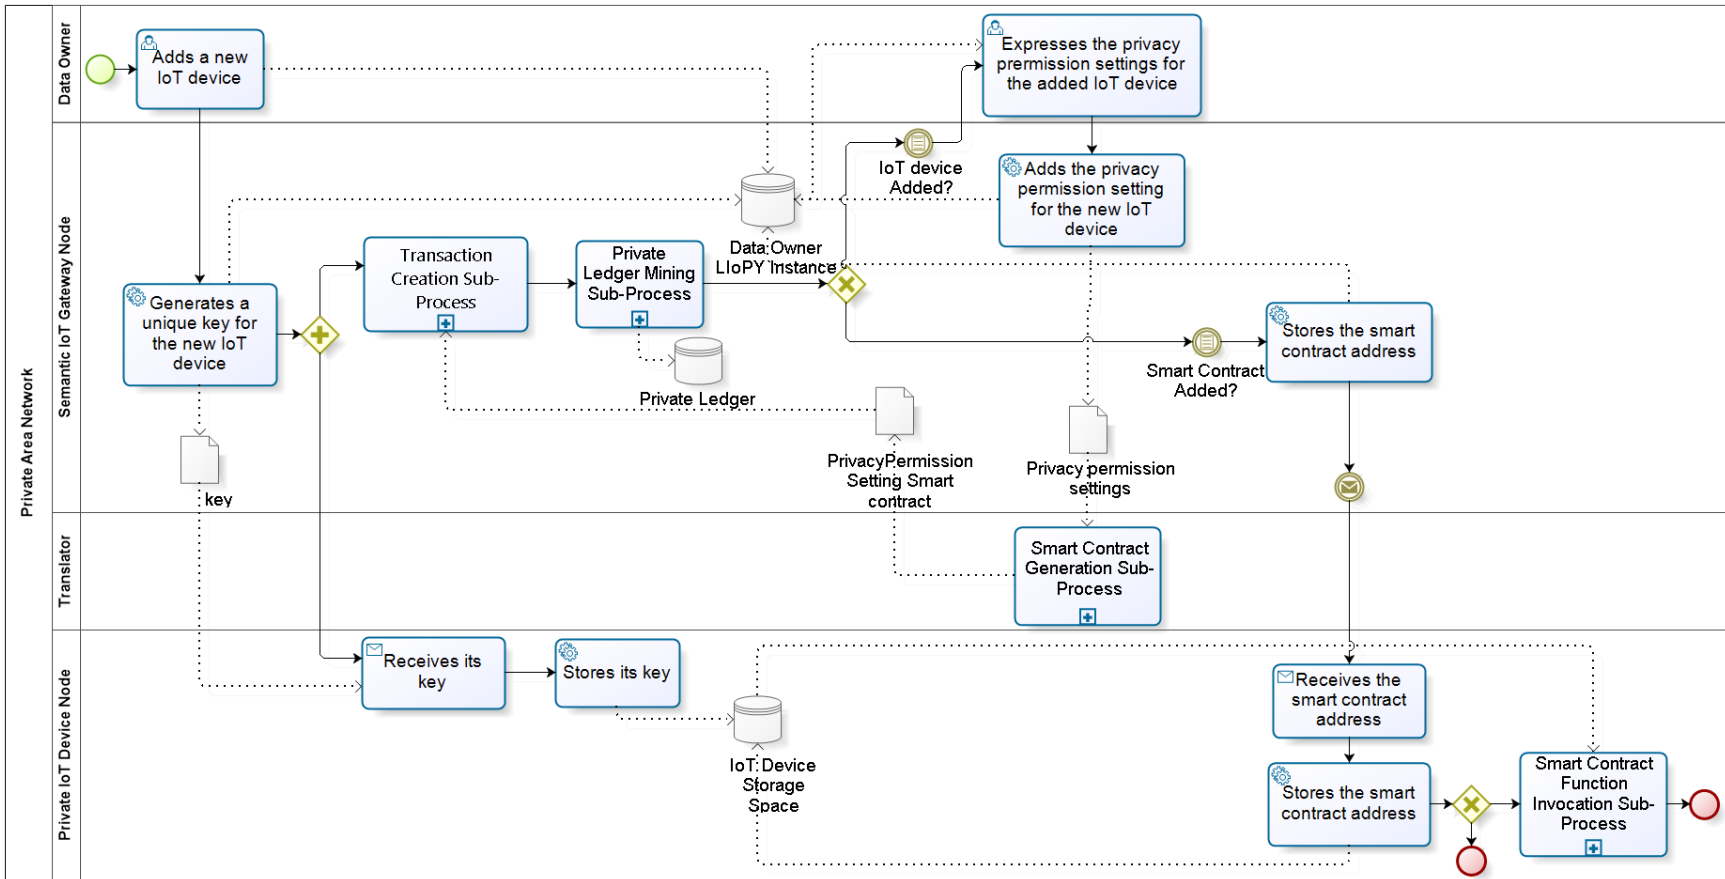 Private Area Network
Data Owner
Adds a new
IoT device
Expresses the privacy
prermission settings for
the added IoT device
Semantic IoT Gateway Node
IoT device
Added?
Adds the privacy
permission setting
for the new IoT
device
Data Owner
LIoPY Instance
Transaction
Creation Sub-
Process
Private
Ledger Mining
Sub-Process
Generates a
unique key for
the new IoT
device
Private Ledger
Smart Contract
Added?
Stores the smart
contract address
key
PrivacyPermission
Setting Smart
contract
Privacy permission
settings
Translator
Smart Contract
Generation Sub-
Process
Private IoT Device Node
Receives its
key
Stores its key
IoT Device
Storage
Space
Receives the
smart contract
address
Stores the smart
contract address
Smart Contract
Function
Invocation Sub-
Process